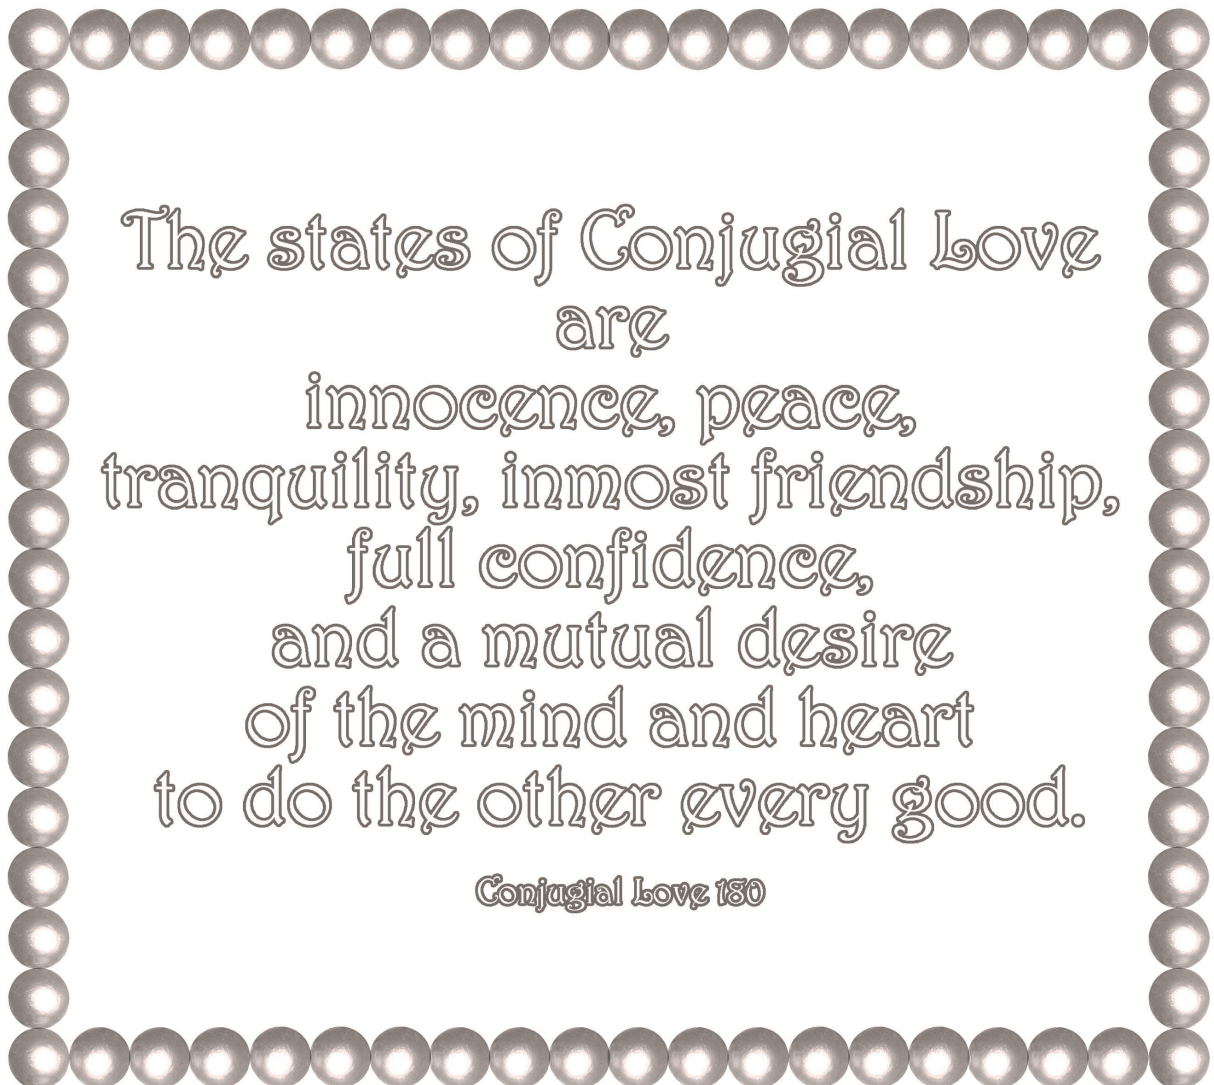 The states of Conjugial Love
are
innocence, peace,
tranquility, inmost friendship,
full confidence,
and a mutual desire
of the mind and heart
to do the other every good.
Conjugial Love 180